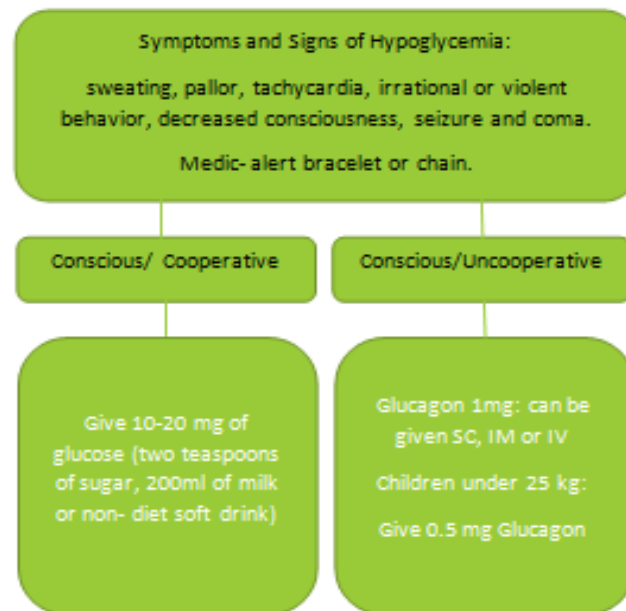 Symptoms and Signs of Hypoglycemia:
sweating, pallor, tachycardia, irrational or violent
behavior, decreased consciousness, seizure and coma.
Medic- alert bracelet or chain.
Conscious/ Cooperative
Conscious/Uncooperative
Give 10-20 mg of
glucose (two teaspoons
of sugar, 200ml of milk
or non- diet soft drink)
Glucagon 1mg: can be
given SC, IM or IV
Children under 25 kg:
Give 0.5 mg Glucagon